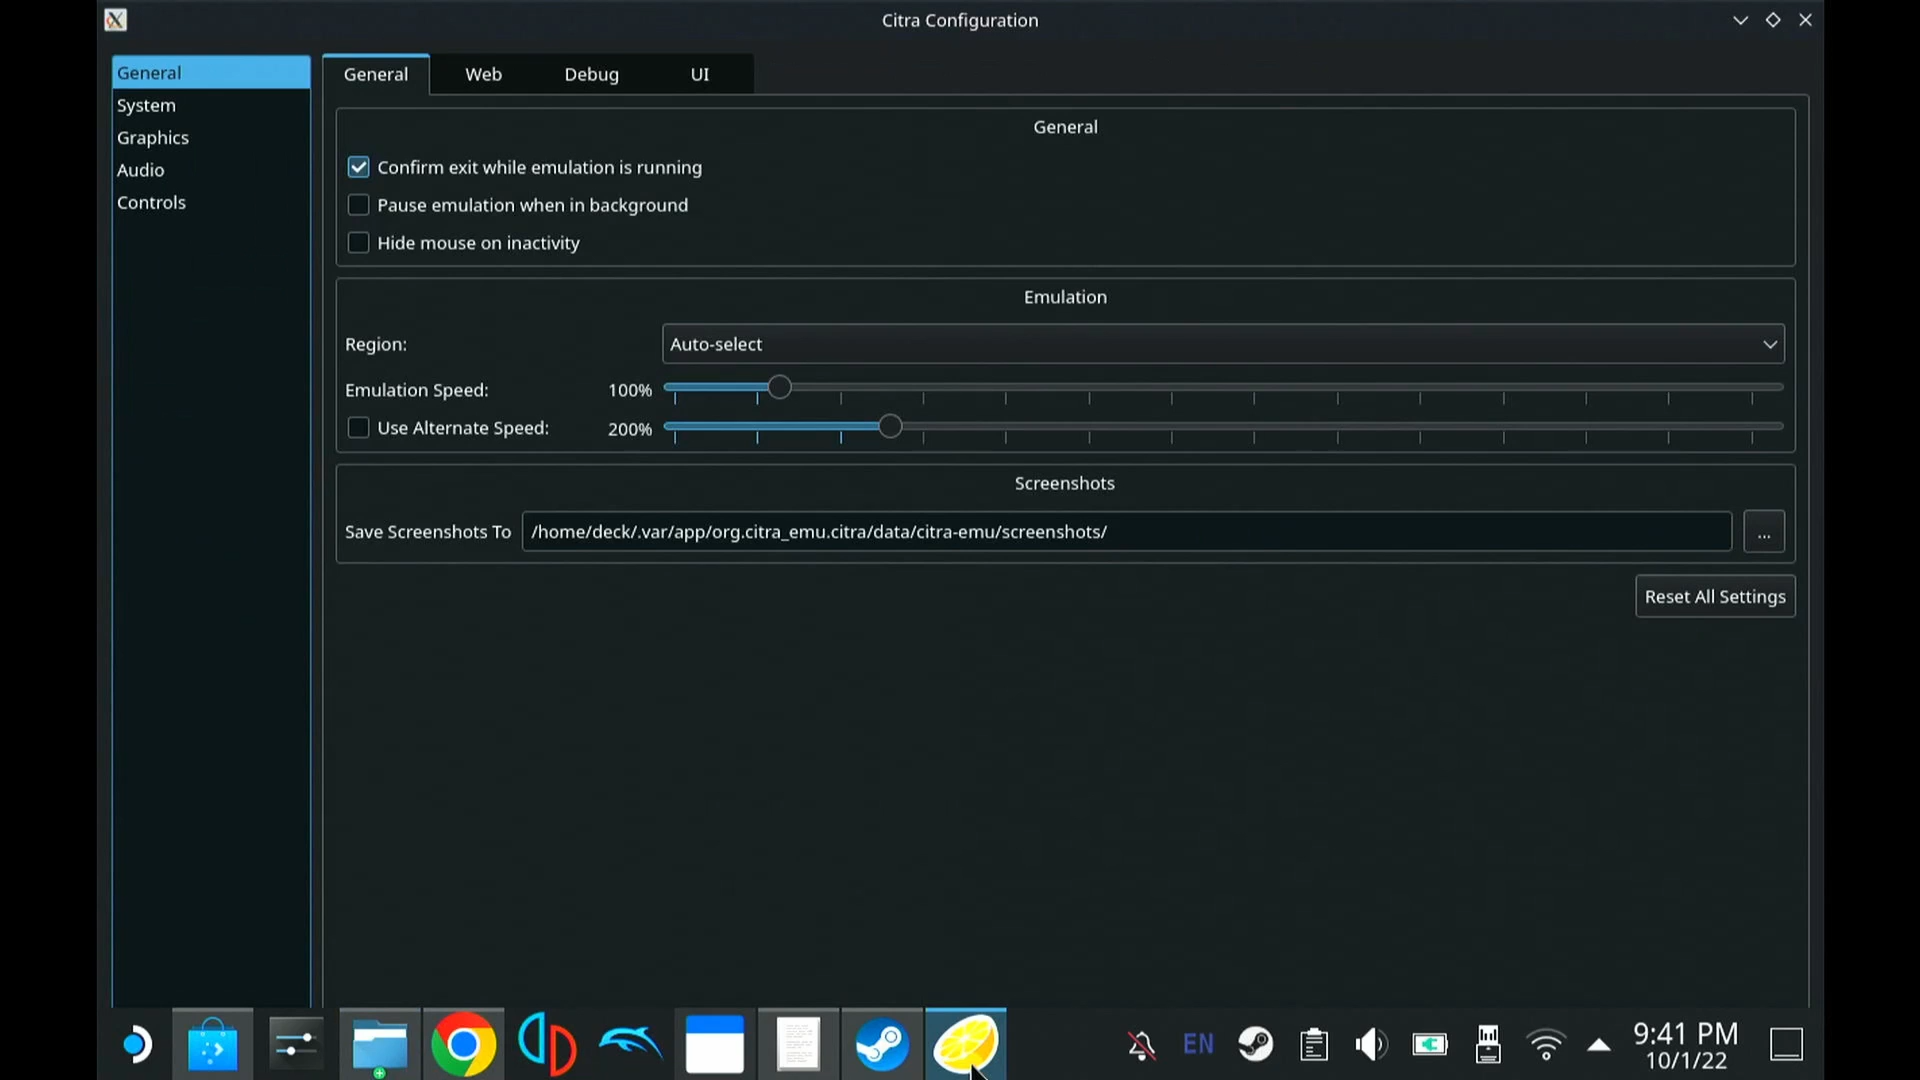 Citra Configuration
General
System
Graphics
Audio
Controls
General Web Debug UI
General
Confirm exit while emulation is running
Pause emulation when in background
Hide mouse on inactivity
Emulation
Region: Auto-select
Emulation Speed: 100%
Use Alternate Speed: 200%
Screenshots
Save Screenshots To /home/deck/.var/app/org.citra_emu.citra/data/citra-emu/screenshots/ ...
Reset All Settings
EN
9:41 PM
10/1/22